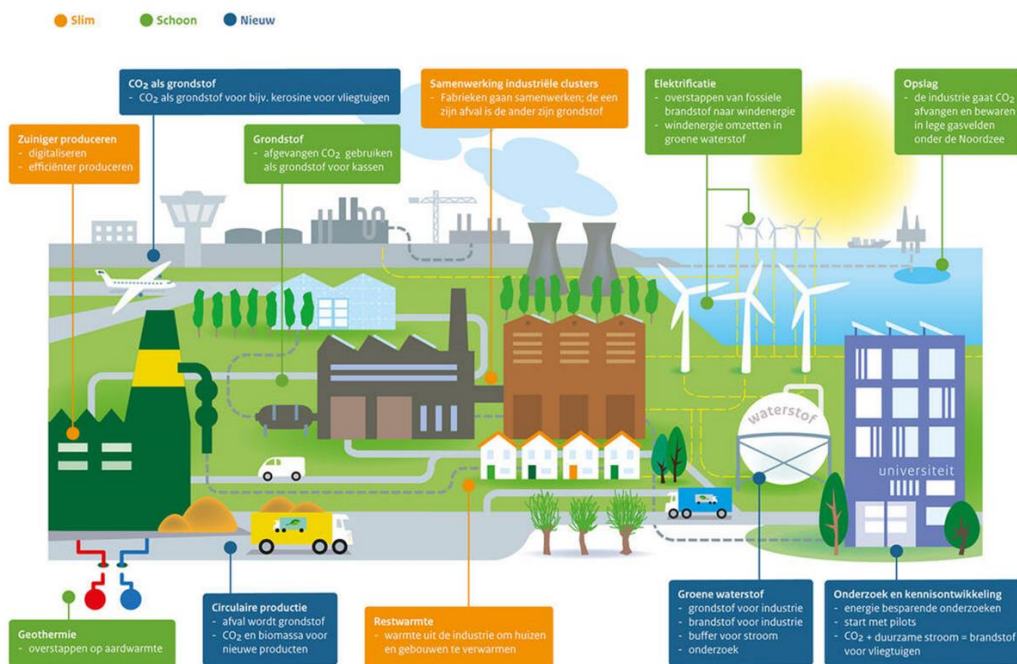 Slim
Schoon
Nieuw
CO₂ als grondstof
- CO₂ als grondstof voor bijv. kerosine voor vliegtuigen
Samenwerking industriële clusters
- Fabrieken gaan samenwerken; de een
zijn afval is de ander zijn grondstof
Elektrificatie
- overstappen van fossiele
brandstof naar windenergie
- windenergie omzetten in
groene waterstof
Opslag
- de industrie gaat CO₂
afvangen en bewaren
in lege gasvelden
onder de Noordzee
Zuiniger produceren
- digitaliseren
- efficiënter produceren
Grondstof
- afgevangen CO₂ gebruiken
als grondstof voor kassen
waterstof
universiteit
Geothermie
- overstappen op aardwarmte
Circulaire productie
- afval wordt grondstof
- CO₂ en biomassa voor
nieuwe producten
Restwarmte
- warmte uit de industrie om huizen
en gebouwen te verwarmen
Groene waterstof
- grondstof voor industrie
- brandstof voor industrie
- buffer voor stroom
- onderzoek
Onderzoek en kennisontwikkeling
- energie besparende onderzoeken
- start met pilots
- CO₂ + duurzame stroom = brandstof
voor vliegtuigen